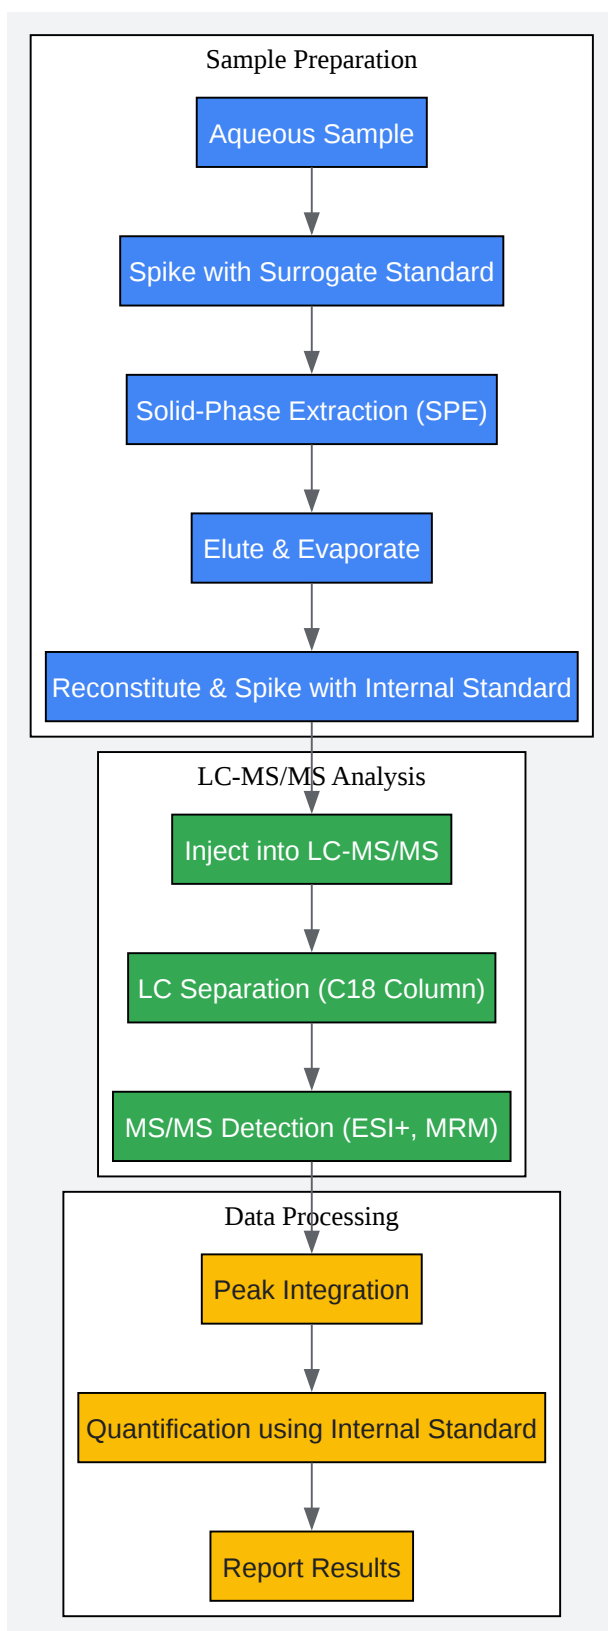 Sample Preparation
Aqueous Sample
Spike with Surrogate Standard
Solid-Phase Extraction (SPE)
Elute & Evaporate
Reconstitute & Spike with Internal Standard
LC-MS/MS Analysis
Inject into LC-MS/MS
LC Separation (C18 Column)
MS/MS Detection (ESI+, MRM)
Data Processing
Peak Integration
Quantification using Internal Standard
Report Results